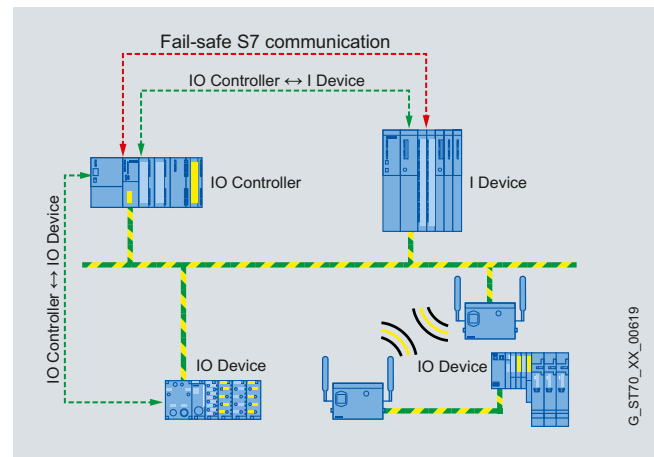 Fail-safe S7 communication
IO Controller ↔ I Device
IO Controller
I Device
IO Controller ↔ IO Device
IO Device
IO Device
G_ST70_XX_00619